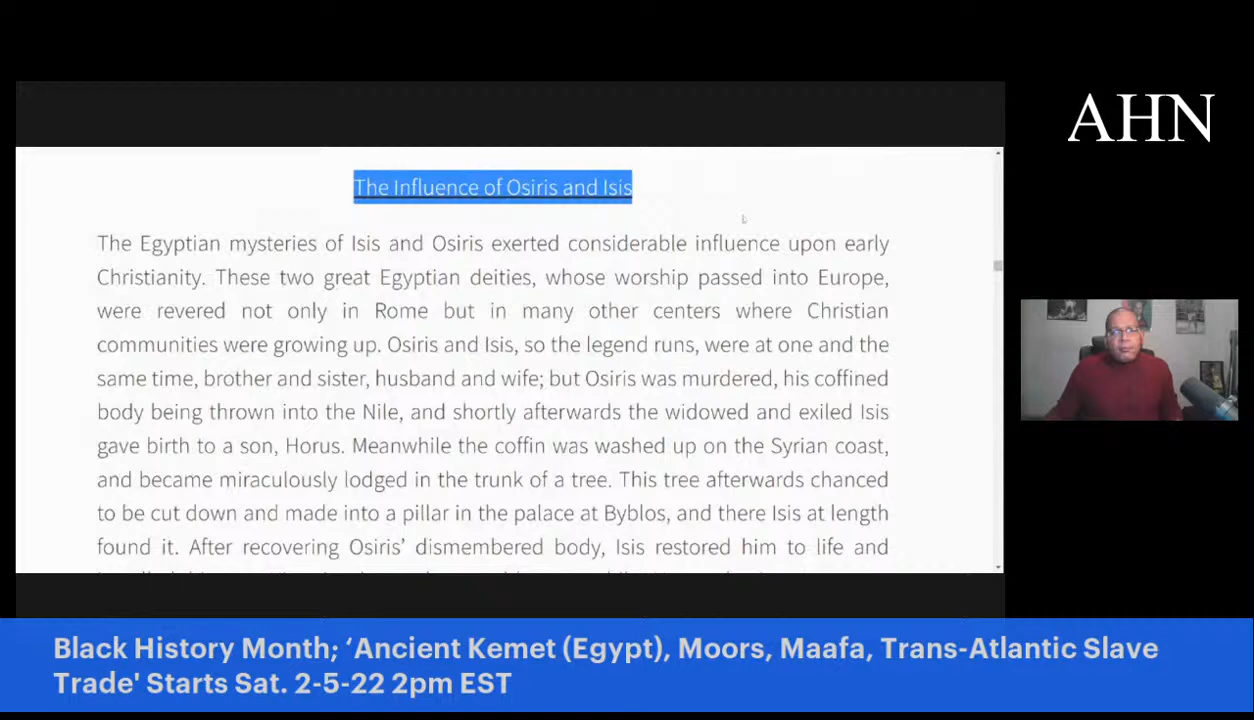 AHN
The Influence of Osiris and Isis
The Egyptian mysteries of Isis and Osiris exerted considerable influence upon early
Christianity. These two great Egyptian deities, whose worship passed into Europe,
were revered not only in Rome but in many other centers where Christian
communities were growing up. Osiris and Isis, so the legend runs, were at one and the
same time, brother and sister, husband and wife; but Osiris was murdered, his coffined
body being thrown into the Nile, and shortly afterwards the widowed and exiled Isis
gave birth to a son, Horus. Meanwhile the coffin was washed up on the Syrian coast,
and became miraculously lodged in the trunk of a tree. This tree afterwards chanced
to be cut down and made into a pillar in the palace at Byblos, and there Isis at length
found it. After recovering Osiris’ dismembered body, Isis restored him to life and
Black History Month; ‘Ancient Kemet (Egypt), Moors, Maafa, Trans-Atlantic Slave
Trade' Starts Sat. 2-5-22 2pm EST